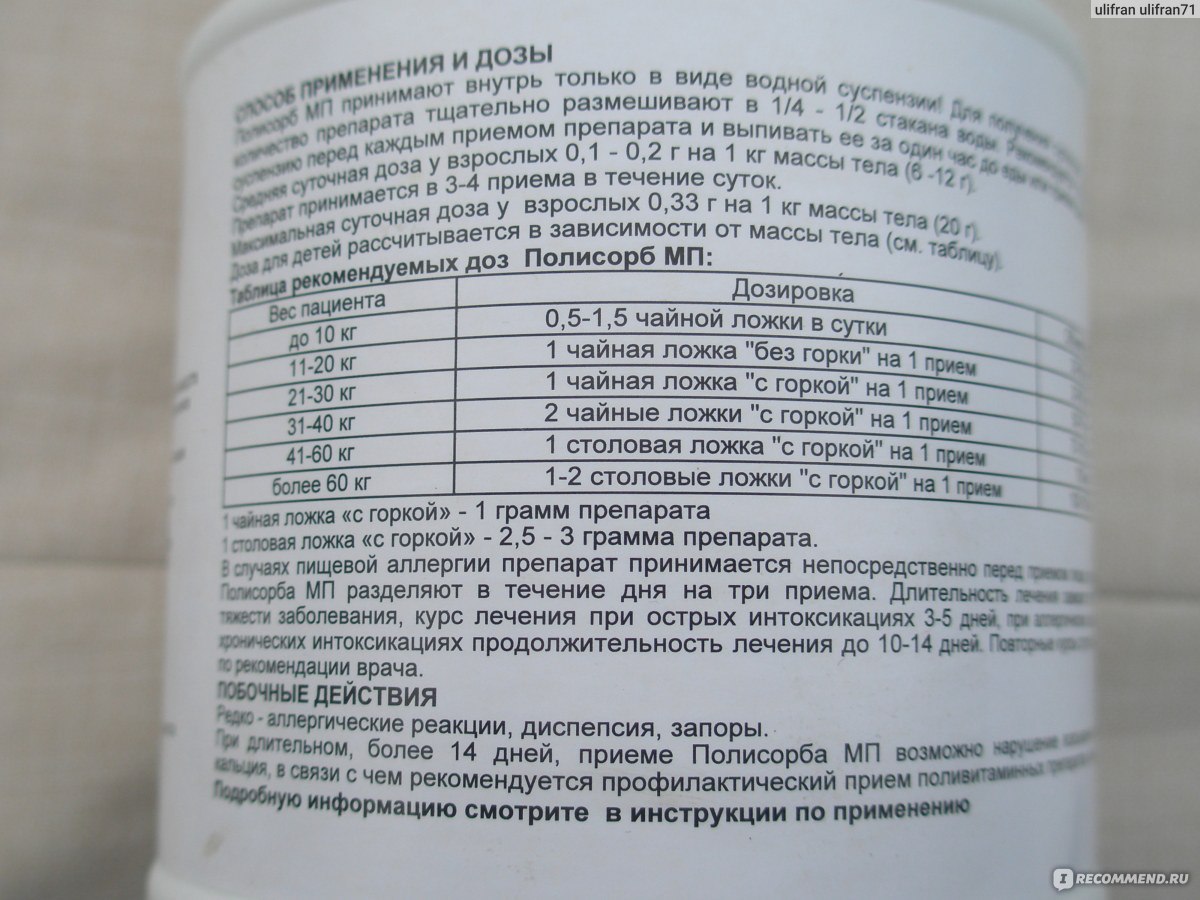 ulifran ulifran71
СПОСОБ ПРИМЕНЕНИЯ И ДОЗЫ
Полисорб МП принимают внутрь только в виде водной суспензии! Для получения
количество препарата тщательно размешивают в 1/4 - 1/2 стакана воды.
суспензию перед каждым приемом препарата и выпивать ее за один час до еды или
Средняя суточная доза у взрослых 0,1 - 0,2 г на 1 кг массы тела (6 -12 г).
Препарат принимается в 3-4 приема в течение суток.
Максимальная суточная доза у взрослых 0,33 г на 1 кг массы тела (20 г).
Доза для детей рассчитывается в зависимости от массы тела (см. таблицу).
Таблица рекомендуемых доз Полисорб МП:
Вес пациента Дозировка
до 10 кг 0,5-1,5 чайной ложки в сутки
11-20 кг 1 чайная ложка "без горки" на 1 прием
21-30 кг 1 чайная ложка "с горкой" на 1 прием
31-40 кг 2 чайные ложки "с горкой" на 1 прием
41-60 кг 1 столовая ложка "с горкой" на 1 прием
более 60 кг 1-2 столовые ложки "с горкой" на 1 прием
1 чайная ложка «с горкой» - 1 грамм препарата
1 столовая ложка «с горкой» - 2,5 - 3 грамма препарата.
В случаях пищевой аллергии препарат принимается непосредственно перед приемом
Полисорба МП разделяют в течение дня на три приема. Длительность лечения
тяжести заболевания, курс лечения при острых интоксикациях 3-5 дней, при
хронических интоксикациях продолжительность лечения до 10-14 дней. Повторные
по рекомендации врача.
ПОБОЧНЫЕ ДЕЙСТВИЯ
Редко - аллергические реакции, диспепсия, запоры.
При длительном, более 14 дней, приеме Полисорба МП возможно нарушение
кальция, в связи с чем рекомендуется профилактический прием поливитаминных
Подробную информацию смотрите в инструкции по применению
IRECOMMEND.RU